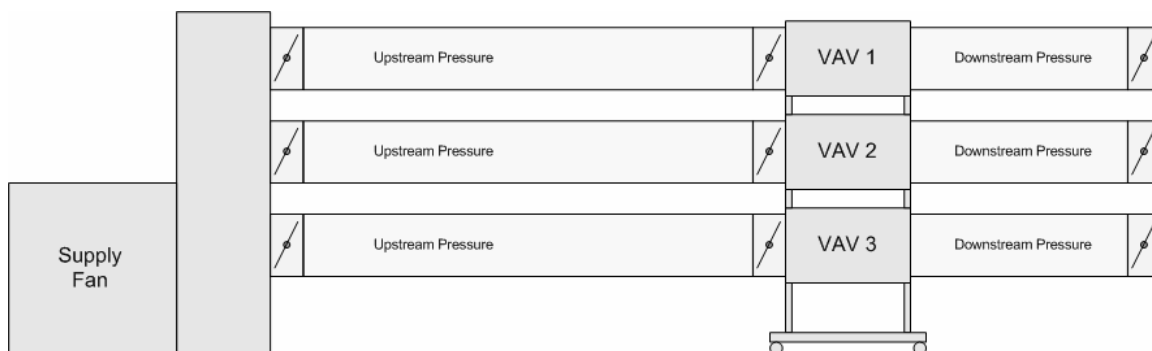 Upstream Pressure
VAV 1
Downstream Pressure
Upstream Pressure
VAV 2
Downstream Pressure
Upstream Pressure
VAV 3
Downstream Pressure
Supply
Fan